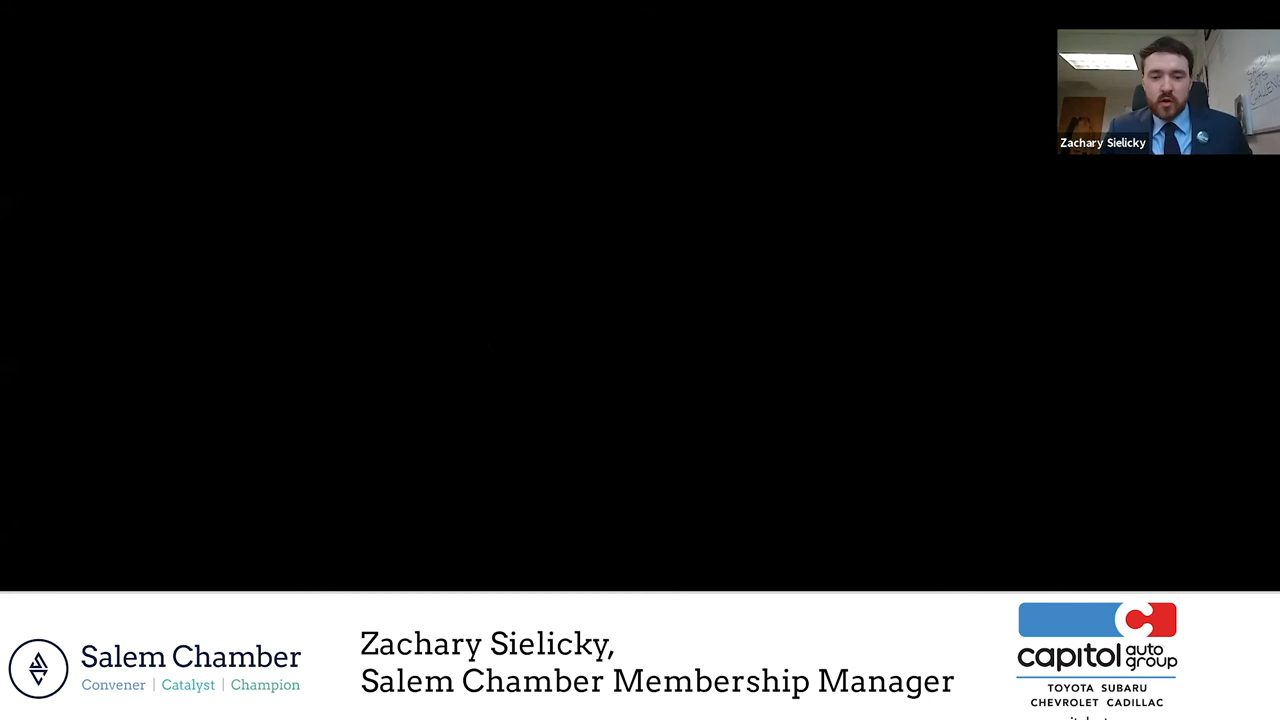 Zachary Sielicky
Salem Chamber
Convener | Catalyst | Champion
Zachary Sielicky,
Salem Chamber Membership Manager
c
capitol auto group
TOYOTA SUBARU
CHEVROLET CADILLAC